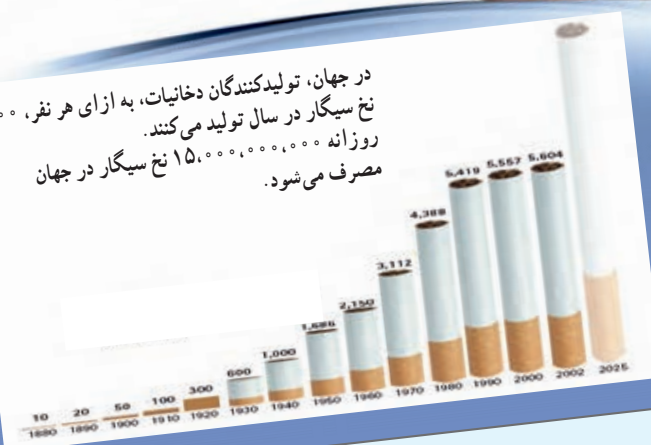 در جهان، تولیدکنندگان دخانیات، به ازای هر نفر،
نخ سیگار در سال تولید می‌کنند.
روزانه ۱۵،۰۰۰،۰۰۰،۰۰۰ نخ سیگار در جهان
مصرف می‌شود.
10 20 50 100 300 600 1,000 1,686 2,150 3,112 4,388 5,419 5,557 5,604
1880 1890 1900 1910 1920 1930 1940 1950 1960 1970 1980 1990 2000 2002 2025